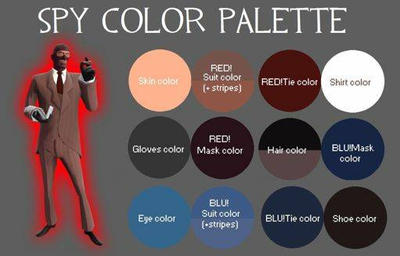 SPY COLOR PALETTE
Skin color
RED!
Suit color
(+ stripes)
RED!Tie color
Shirt color
Gloves color
RED!
Mask color
Hair color
BLU!Mask
color
Eye color
BLU!
Suit color
(+stripes)
BLU!Tie color
Shoe color